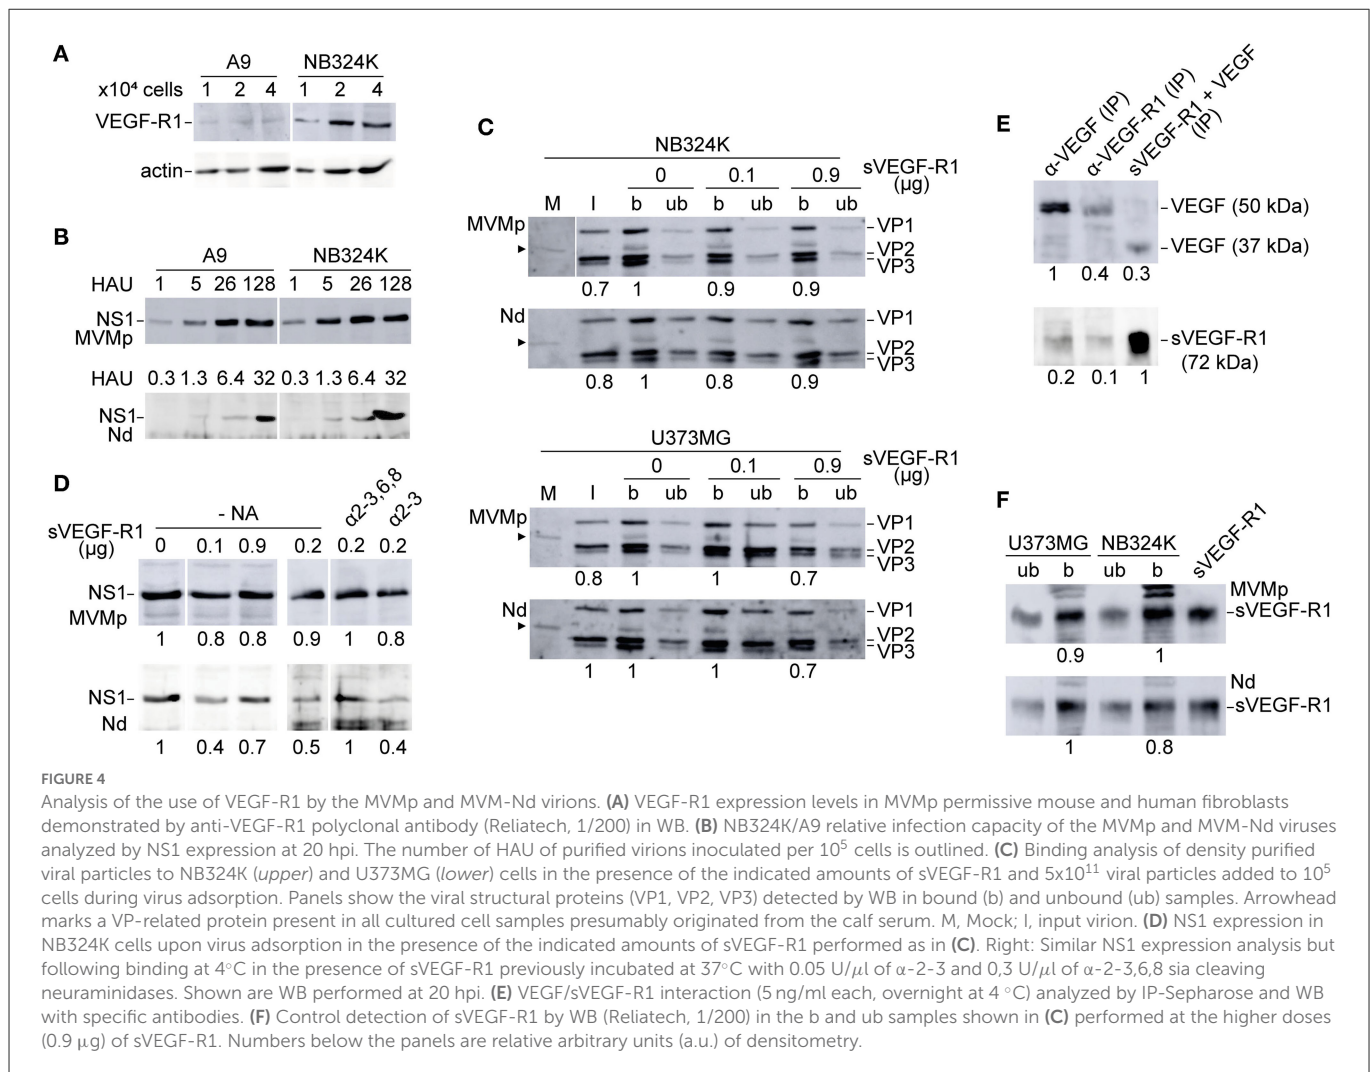 A
A9 NB324K
x10⁴ cells 1 2 4 1 2 4
VEGF-R1-
actin-
B
A9 NB324K
HAU 1 5 26 128 1 5 26 128
NS1-
MVMp
HAU 0.3 1.3 6.4 32 0.3 1.3 6.4 32
NS1-
Nd
C
NB324K
0 0.1 0.9 sVEGF-R1
(µg)
M I b ub b ub b ub
MVMp -VP1
-VP2
-VP3
0.7 1 0.9 0.9
Nd -VP1
-VP2
-VP3
0.8 1 0.8 0.9
U373MG
0 0.1 0.9 sVEGF-R1
(µg)
M I b ub b ub b ub
MVMp -VP1
-VP2
-VP3
0.8 1 1 0.7
Nd -VP1
-VP2
-VP3
1 1 1 0.7
D
- NA α2-3,6,8 α2-3
sVEGF-R1
(µg) 0 0.1 0.9 0.2 0.2 0.2
NS1-
MVMp
1 0.8 0.8 0.9 1 0.8
NS1-
Nd
1 0.4 0.7 0.5 1 0.4
E
α-VEGF (IP)
α-VEGF-R1 (IP)
sVEGF-R1 + VEGF
(IP)
-VEGF (50 kDa)
-VEGF (37 kDa)
1 0.4 0.3
-sVEGF-R1
(72 kDa)
0.2 0.1 1
F
U373MG NB324K sVEGF-R1
ub b ub b
MVMp
-sVEGF-R1
0.9 1
Nd
-sVEGF-R1
1 0.8
FIGURE 4
Analysis of the use of VEGF-R1 by the MVMp and MVM-Nd virions. (A) VEGF-R1 expression levels in MVMp permissive mouse and human fibroblasts
demonstrated by anti-VEGF-R1 polyclonal antibody (Reliatech, 1/200) in WB. (B) NB324K/A9 relative infection capacity of the MVMp and MVM-Nd viruses
analyzed by NS1 expression at 20 hpi. The number of HAU of purified virions inoculated per 10⁵ cells is outlined. (C) Binding analysis of density purified
viral particles to NB324K (upper) and U373MG (lower) cells in the presence of the indicated amounts of sVEGF-R1 and 5x10¹¹ viral particles added to 10⁵
cells during virus adsorption. Panels show the viral structural proteins (VP1, VP2, VP3) detected by WB in bound (b) and unbound (ub) samples. Arrowhead
marks a VP-related protein present in all cultured cell samples presumably originated from the calf serum. M, Mock; I, input virion. (D) NS1 expression in
NB324K cells upon virus adsorption in the presence of the indicated amounts of sVEGF-R1 performed as in (C). Right: Similar NS1 expression analysis but
following binding at 4°C in the presence of sVEGF-R1 previously incubated at 37°C with 0.05 U/µl of α-2-3 and 0,3 U/µl of α-2-3,6,8 sia cleaving
neuraminidases. Shown are WB performed at 20 hpi. (E) VEGF/sVEGF-R1 interaction (5 ng/ml each, overnight at 4 °C) analyzed by IP-Sepharose and WB
with specific antibodies. (F) Control detection of sVEGF-R1 by WB (Reliatech, 1/200) in the b and ub samples shown in (C) performed at the higher doses
(0.9 µg) of sVEGF-R1. Numbers below the panels are relative arbitrary units (a.u.) of densitometry.